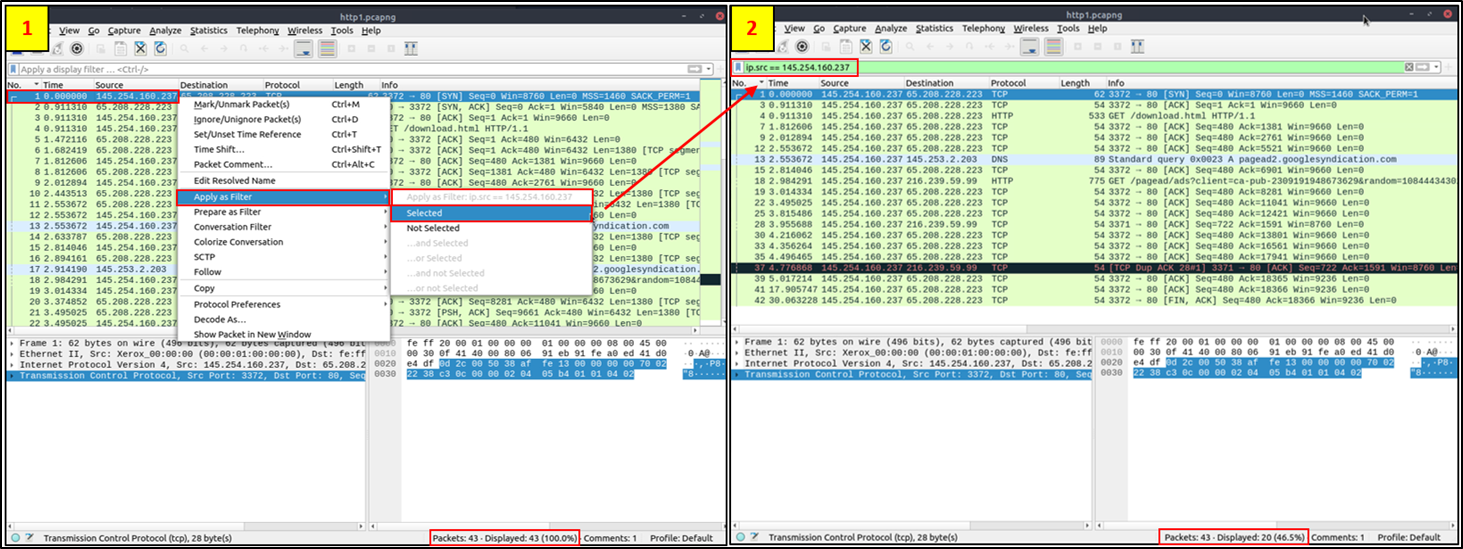 1
http1.pcapng
View Go Capture Analyze Statistics Telephony Wireless Tools Help
Apply a display filter ... <Ctrl-/>
No. Time Source Destination Protocol Length Info
1 0.000000 145.254.160.237 65.208.228.223 TCP 62 3372 → 80 [SYN] Seq=0 Win=8760 Len=0 MSS=1460 SACK_PERM=1
2 0.911310 65.208.228.223 → 3372 [SYN, ACK] Seq=0 Ack=1 Win=5840 Len=0 MSS=1380 S
3 0.911310 145.254.160.237 → 80 [ACK] Seq=1 Ack=1 Win=9660 Len=0
4 0.911310 145.254.160.237 /download.html HTTP/1.1
5 1.472116 65.208.228.223 → 3372 [ACK] Seq=1 Ack=480 Win=6432 Len=0
6 1.682419 65.208.228.223 → 3372 [ACK] Seq=1 Ack=480 Win=6432 Len=1380 [TCP segmen
7 1.812606 145.254.160.237 → 80 [ACK] Seq=480 Ack=1381 Win=9660 Len=0
8 1.812606 65.208.228.223 → 3372 [ACK] Seq=1381 Ack=480 Win=6432 Len=1380 [TCP se
9 2.012894 145.254.160.237 → 80 [ACK] Seq=480 Ack=2761 Win=9660 Len=0
10 2.443513 65.208.228.223
11 2.553672 65.208.228.223
13 2.553672 145.254.160.237 syndication.com
14 2.633787 65.208.228.223 Len=1380 [TCP seg
15 2.814046 145.254.160.237 Len=0
16 2.894161 65.208.228.223 Len=1380 [TCP seg
17 2.914190 145.253.2.203 2.googlesyndication.
18 2.984291 145.254.160.237 8673629&random=10844
19 3.014334 145.254.160.237 Len=0
20 3.374852 65.208.228.223 [ACK] Seq=8281 Ack=480 Win=6432 Len=1380 [TCP se
21 3.495025 65.208.228.223 → 3372 [PSH, ACK] Seq=9661 Ack=480 Win=6432 Len=1380 [
22 3.495025 145.254.160.237 → 80 [ACK] Seq=480 Ack=11041 Win=9660 Len=0
Mark/Unmark Packet(s) Ctrl+M
Ignore/Unignore Packet(s) Ctrl+D
Set/Unset Time Reference Ctrl+T
Time Shift... Ctrl+Shift+T
Packet Comment... Ctrl+Alt+C
Edit Resolved Name
Apply as Filter
Prepare as Filter
Conversation Filter
Colorize Conversation
SCTP
Follow
Copy
Protocol Preferences
Decode As...
Show Packet in New Window
Apply as Filter: ip.src == 145.254.160.237
Selected
Not Selected
...and Selected
...or Selected
...and not Selected
...or not Selected
Frame 1: 62 bytes on wire (496 bits), 62 bytes captured (496 bits)
Ethernet II, Src: Xerox_00:00:00 (00:00:01:00:00:00), Dst: fe:ff
Internet Protocol Version 4, Src: 145.254.160.237, Dst: 65.208.2
Transmission Control Protocol, Src Port: 3372, Dst Port: 80, Seq
0000 fe ff 20 00 01 00 00 00 01 00 00 00 08 00 45 00
0010 00 30 0f 41 40 00 80 06 91 eb 91 fe a0 ed 41 d0
0020 e4 df 0d 2c 00 50 38 af fe 13 00 00 00 00 70 02
0030 22 38 c3 0c 00 00 02 04 05 b4 01 01 04 02
Transmission Control Protocol (tcp), 28 byte(s) Packets: 43 · Displayed: 43 (100.0%) · Comments: 1 Profile: Default
2
http1.pcapng
View Go Capture Analyze Statistics Telephony Wireless Tools Help
ip.src == 145.254.160.237
No. Time Source Destination Protocol Length Info
1 0.000000 145.254.160.237 65.208.228.223 TCP 62 3372 → 80 [SYN] Seq=0 Win=8760 Len=0 MSS=1460 SACK_PERM=1
3 0.911310 145.254.160.237 65.208.228.223 TCP 54 3372 → 80 [ACK] Seq=1 Ack=1 Win=9660 Len=0
4 0.911310 145.254.160.237 65.208.228.223 HTTP 533 GET /download.html HTTP/1.1
7 1.812606 145.254.160.237 65.208.228.223 TCP 54 3372 → 80 [ACK] Seq=480 Ack=1381 Win=9660 Len=0
9 2.012894 145.254.160.237 65.208.228.223 TCP 54 3372 → 80 [ACK] Seq=480 Ack=2761 Win=9660 Len=0
12 2.553672 145.254.160.237 65.208.228.223 TCP 54 3372 → 80 [ACK] Seq=480 Ack=5521 Win=9660 Len=0
13 2.553672 145.254.160.237 145.253.2.203 DNS 89 Standard query 0x0023 A pagead2.googlesyndication.com
15 2.814046 145.254.160.237 65.208.228.223 TCP 54 3372 → 80 [ACK] Seq=480 Ack=6901 Win=9660 Len=0
18 2.984291 145.254.160.237 216.239.59.99 HTTP 775 GET /pagead/ads?client=ca-pub-2309191948673629&random=1084443430
19 3.014334 145.254.160.237 65.208.228.223 TCP 54 3372 → 80 [ACK] Seq=480 Ack=8281 Win=9660 Len=0
22 3.495025 145.254.160.237 65.208.228.223 TCP 54 3372 → 80 [ACK] Seq=480 Ack=11041 Win=9660 Len=0
25 3.815486 145.254.160.237 65.208.228.223 TCP 54 3372 → 80 [ACK] Seq=480 Ack=12421 Win=9660 Len=0
28 3.955688 145.254.160.237 216.239.59.99 TCP 54 3371 → 80 [ACK] Seq=722 Ack=1591 Win=8760 Len=0
30 4.216062 145.254.160.237 65.208.228.223 TCP 54 3372 → 80 [ACK] Seq=480 Ack=13801 Win=9660 Len=0
33 4.356264 145.254.160.237 65.208.228.223 TCP 54 3372 → 80 [ACK] Seq=480 Ack=16561 Win=9660 Len=0
35 4.496465 145.254.160.237 65.208.228.223 TCP 54 3372 → 80 [ACK] Seq=480 Ack=17941 Win=9660 Len=0
37 4.776868 145.254.160.237 216.239.59.99 TCP 54 [TCP Dup ACK 28#1] 3371 → 80 [ACK] Seq=722 Ack=1591 Win=8760 Len
39 5.017214 145.254.160.237 65.208.228.223 TCP 54 3372 → 80 [ACK] Seq=480 Ack=18365 Win=9236 Len=0
41 17.905747 145.254.160.237 65.208.228.223 TCP 54 3372 → 80 [ACK] Seq=480 Ack=18366 Win=9236 Len=0
42 30.063228 145.254.160.237 65.208.228.223 TCP 54 3372 → 80 [FIN, ACK] Seq=480 Ack=18366 Win=9236 Len=0
Frame 1: 62 bytes on wire (496 bits), 62 bytes captured (496 bits)
Ethernet II, Src: Xerox_00:00:00 (00:00:01:00:00:00), Dst: fe:ff
Internet Protocol Version 4, Src: 145.254.160.237, Dst: 65.208.2
Transmission Control Protocol, Src Port: 3372, Dst Port: 80, Seq
0000 fe ff 20 00 01 00 00 00 01 00 00 00 08 00 45 00
0010 00 30 0f 41 40 00 80 06 91 eb 91 fe a0 ed 41 d0
0020 e4 df 0d 2c 00 50 38 af fe 13 00 00 00 00 70 02
0030 22 38 c3 0c 00 00 02 04 05 b4 01 01 04 02
Transmission Control Protocol (tcp), 28 byte(s) Packets: 43 · Displayed: 20 (46.5%) · Comments: 1 Profile: Default